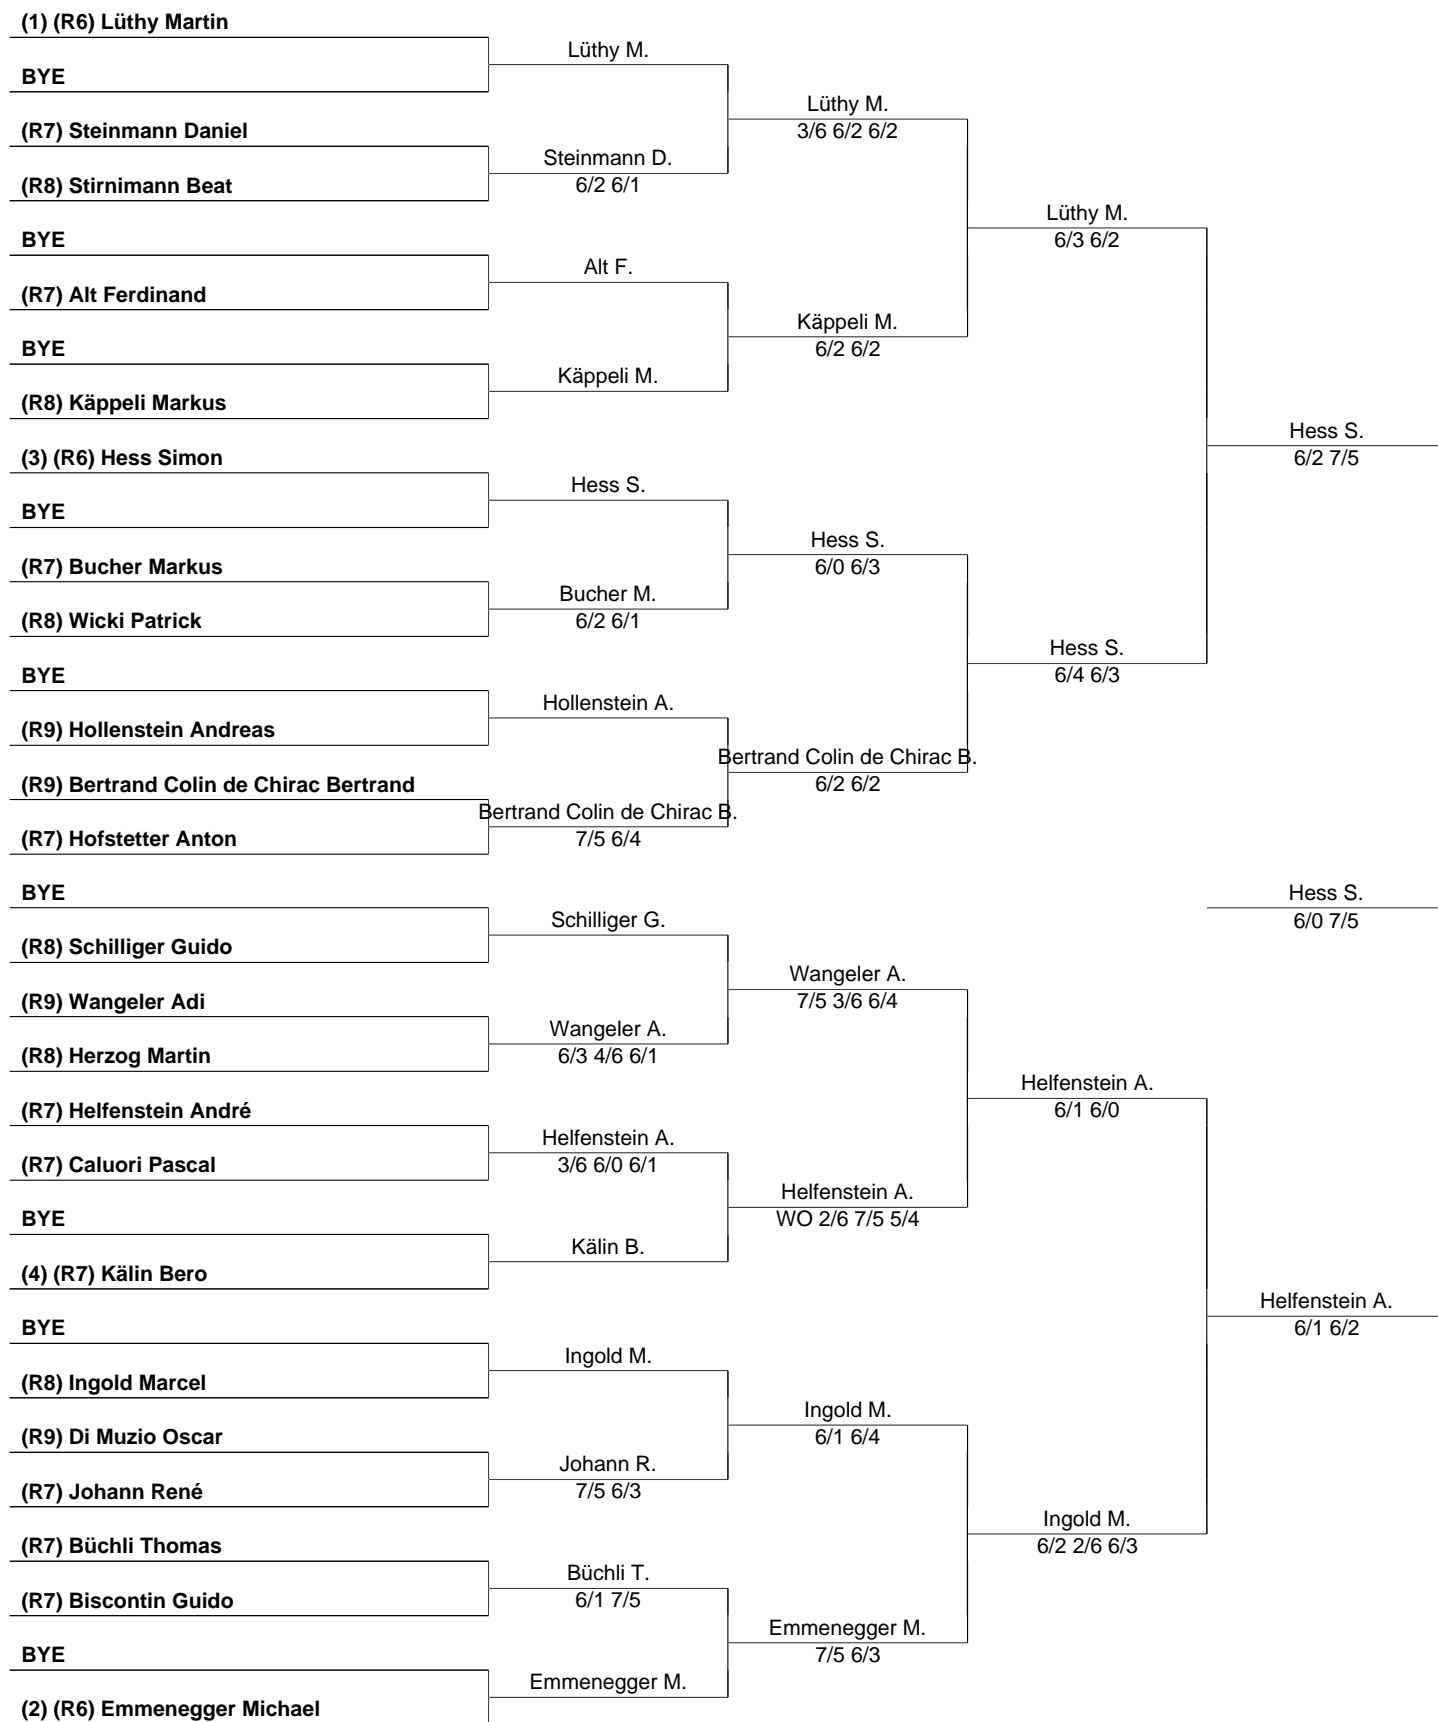 (1) (R6) Lüthy Martin
BYE
(R7) Steinmann Daniel
(R8) Stirnimann Beat
BYE
(R7) Alt Ferdinand
BYE
(R8) Käppeli Markus
(3) (R6) Hess Simon
BYE
(R7) Bucher Markus
(R8) Wicki Patrick
BYE
(R9) Hollenstein Andreas
(R9) Bertrand Colin de Chirac Bertrand
(R7) Hofstetter Anton
BYE
(R8) Schilliger Guido
(R9) Wangeler Adi
(R8) Herzog Martin
(R7) Helfenstein André
(R7) Caluori Pascal
BYE
(4) (R7) Kälin Bero
BYE
(R8) Ingold Marcel
(R9) Di Muzio Oscar
(R7) Johann René
(R7) Büchli Thomas
(R7) Biscontin Guido
BYE
(2) (R6) Emmenegger Michael
Lüthy M.
Steinmann D.
6/2 6/1
Alt F.
Käppeli M.
Hess S.
Bucher M.
6/2 6/1
Hollenstein A.
Bertrand Colin de Chirac B.
7/5 6/4
Schilliger G.
Wangeler A.
6/3 4/6 6/1
Helfenstein A.
3/6 6/0 6/1
Kälin B.
Ingold M.
Johann R.
7/5 6/3
Büchli T.
6/1 7/5
Emmenegger M.
Lüthy M.
3/6 6/2 6/2
Käppeli M.
6/2 6/2
Hess S.
6/0 6/3
Bertrand Colin de Chirac B.
6/2 6/2
Wangeler A.
7/5 3/6 6/4
Helfenstein A.
WO 2/6 7/5 5/4
Ingold M.
6/1 6/4
Emmenegger M.
7/5 6/3
Lüthy M.
6/3 6/2
Hess S.
6/4 6/3
Helfenstein A.
6/1 6/0
Ingold M.
6/2 2/6 6/3
Hess S.
6/2 7/5
Hess S.
6/0 7/5
Helfenstein A.
6/1 6/2